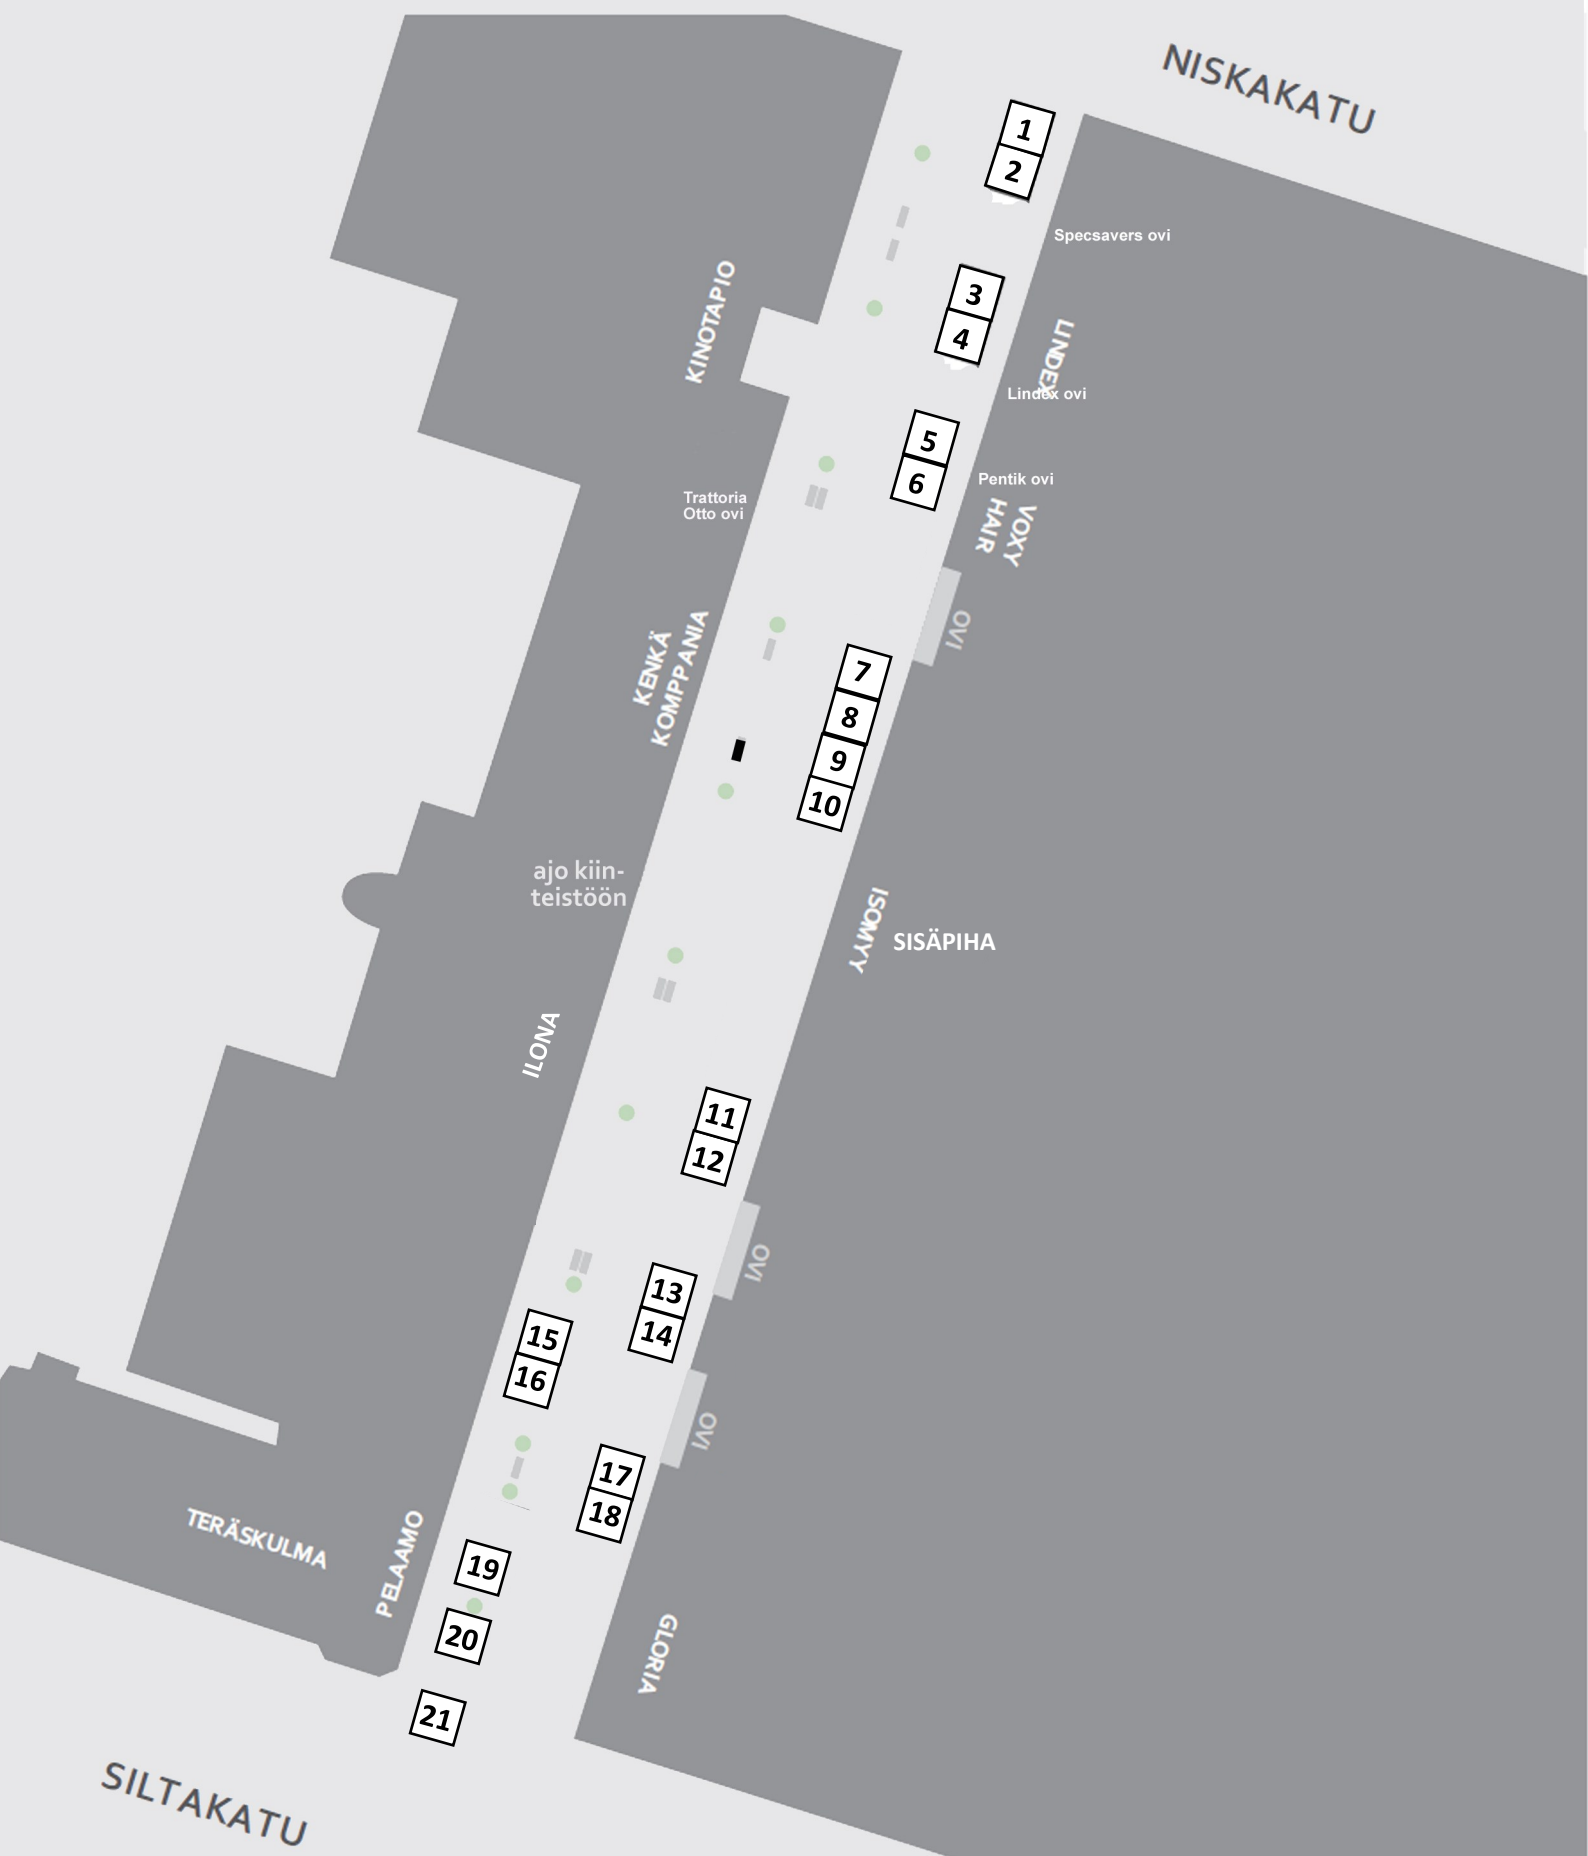 NISKAKATU
1
2
Specsavers ovi
KINOTAPIO
3
4
LINDEX
Lindex ovi
5
6
Pentik ovi
Trattoria
Otto ovi
VOXY
HAIR
OVI
KENKÄ
KOMPPANIA
7
8
9
10
ajo kiin-
teistöön
ISOMYY
SISÄPIHA
ILONA
11
12
OVI
13
14
15
16
OVI
17
18
TERÄSKULMA
PELAAMO
19
20
GLORIA
21
SILTAKATU